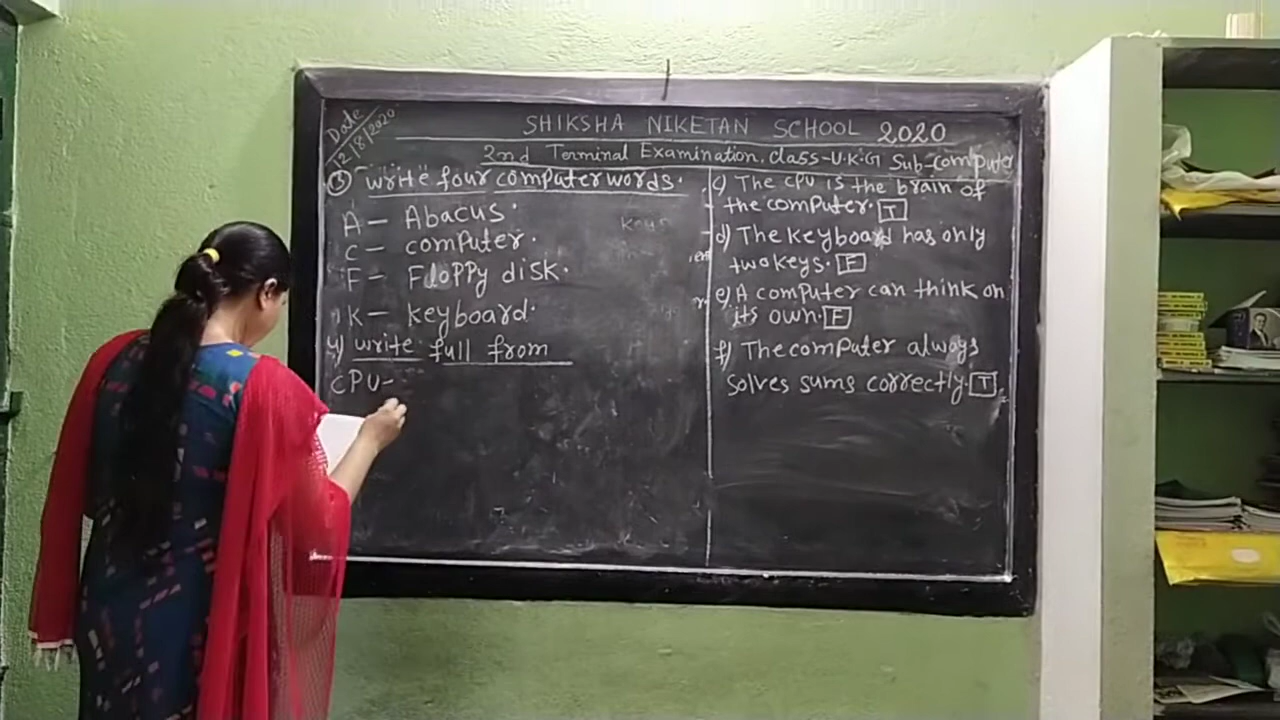 Date
12/8/2020
SHIKSHA NIKETAN SCHOOL 2020
2nd Terminal Examination. class-U.K.G Sub-computer
③ write four computer words.
A- Abacus.
C- computer.
F- Floppy disk.
K- keyboard.
4) write full from
CPU-
c) The CPU is the brain of
the computer. T
d) The keyboard has only
two keys. F
e) A computer can think on
its own. F
f) The computer always
solves sums correctly. T